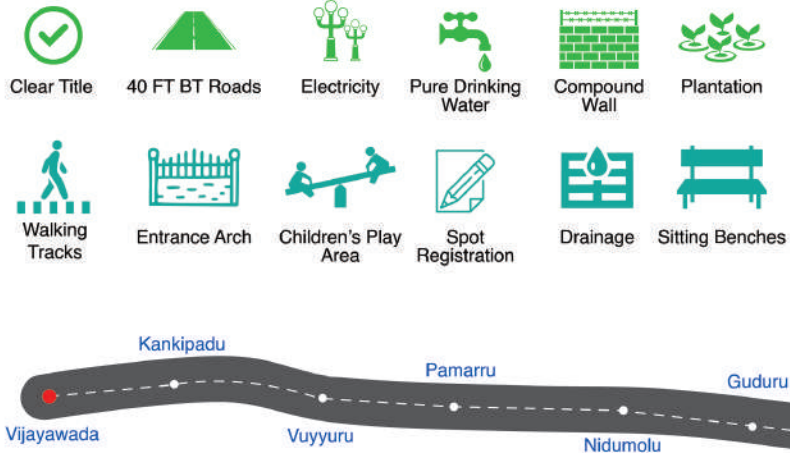 Clear Title
40 FT BT Roads
Electricity
Pure Drinking
Water
Compound
Wall
Plantation
Walking
Tracks
Entrance Arch
Children's Play
Area
Spot
Registration
Drainage
Sitting Benches
Kankipadu
Pamarru
Guduru
Vijayawada
Vuyyuru
Nidumolu